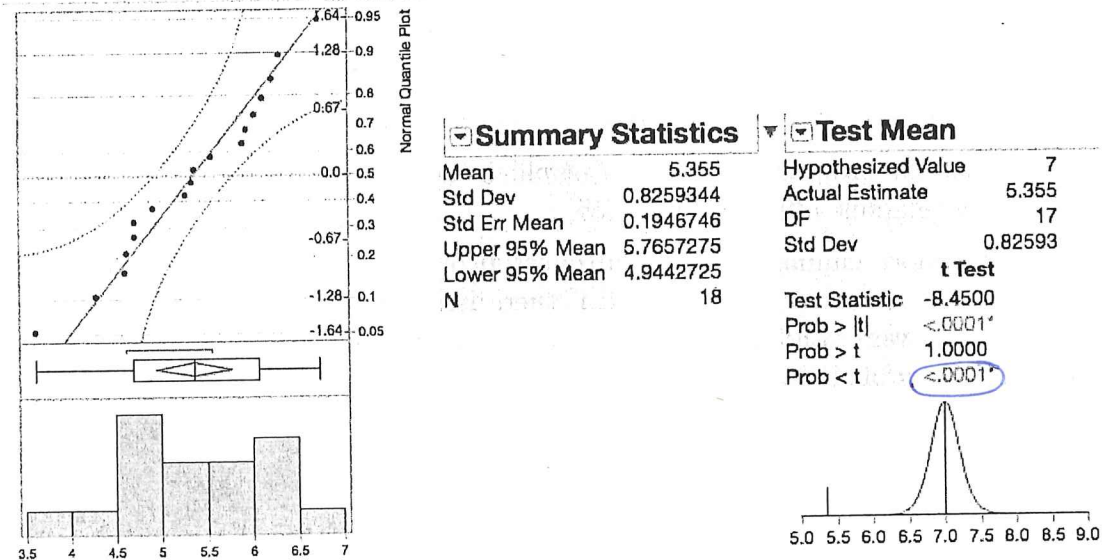 1.64 0.95
1.28 0.9
0.8
0.67
0.7
0.6
0.0 0.5
0.4
0.3
-0.67
0.2
-1.28 0.1
-1.64 0.05
Normal Quantile Plot
3.5 4 4.5 5 5.5 6 6.5 7
Summary Statistics
Mean 5.355
Std Dev 0.8259344
Std Err Mean 0.1946746
Upper 95% Mean 5.7657275
Lower 95% Mean 4.9442725
N 18
Test Mean
Hypothesized Value 7
Actual Estimate 5.355
DF 17
Std Dev 0.82593
t Test
Test Statistic -8.4500
Prob > |t| <.0001*
Prob > t 1.0000
Prob < t <.0001*
5.0 5.5 6.0 6.5 7.0 7.5 8.0 8.5 9.0